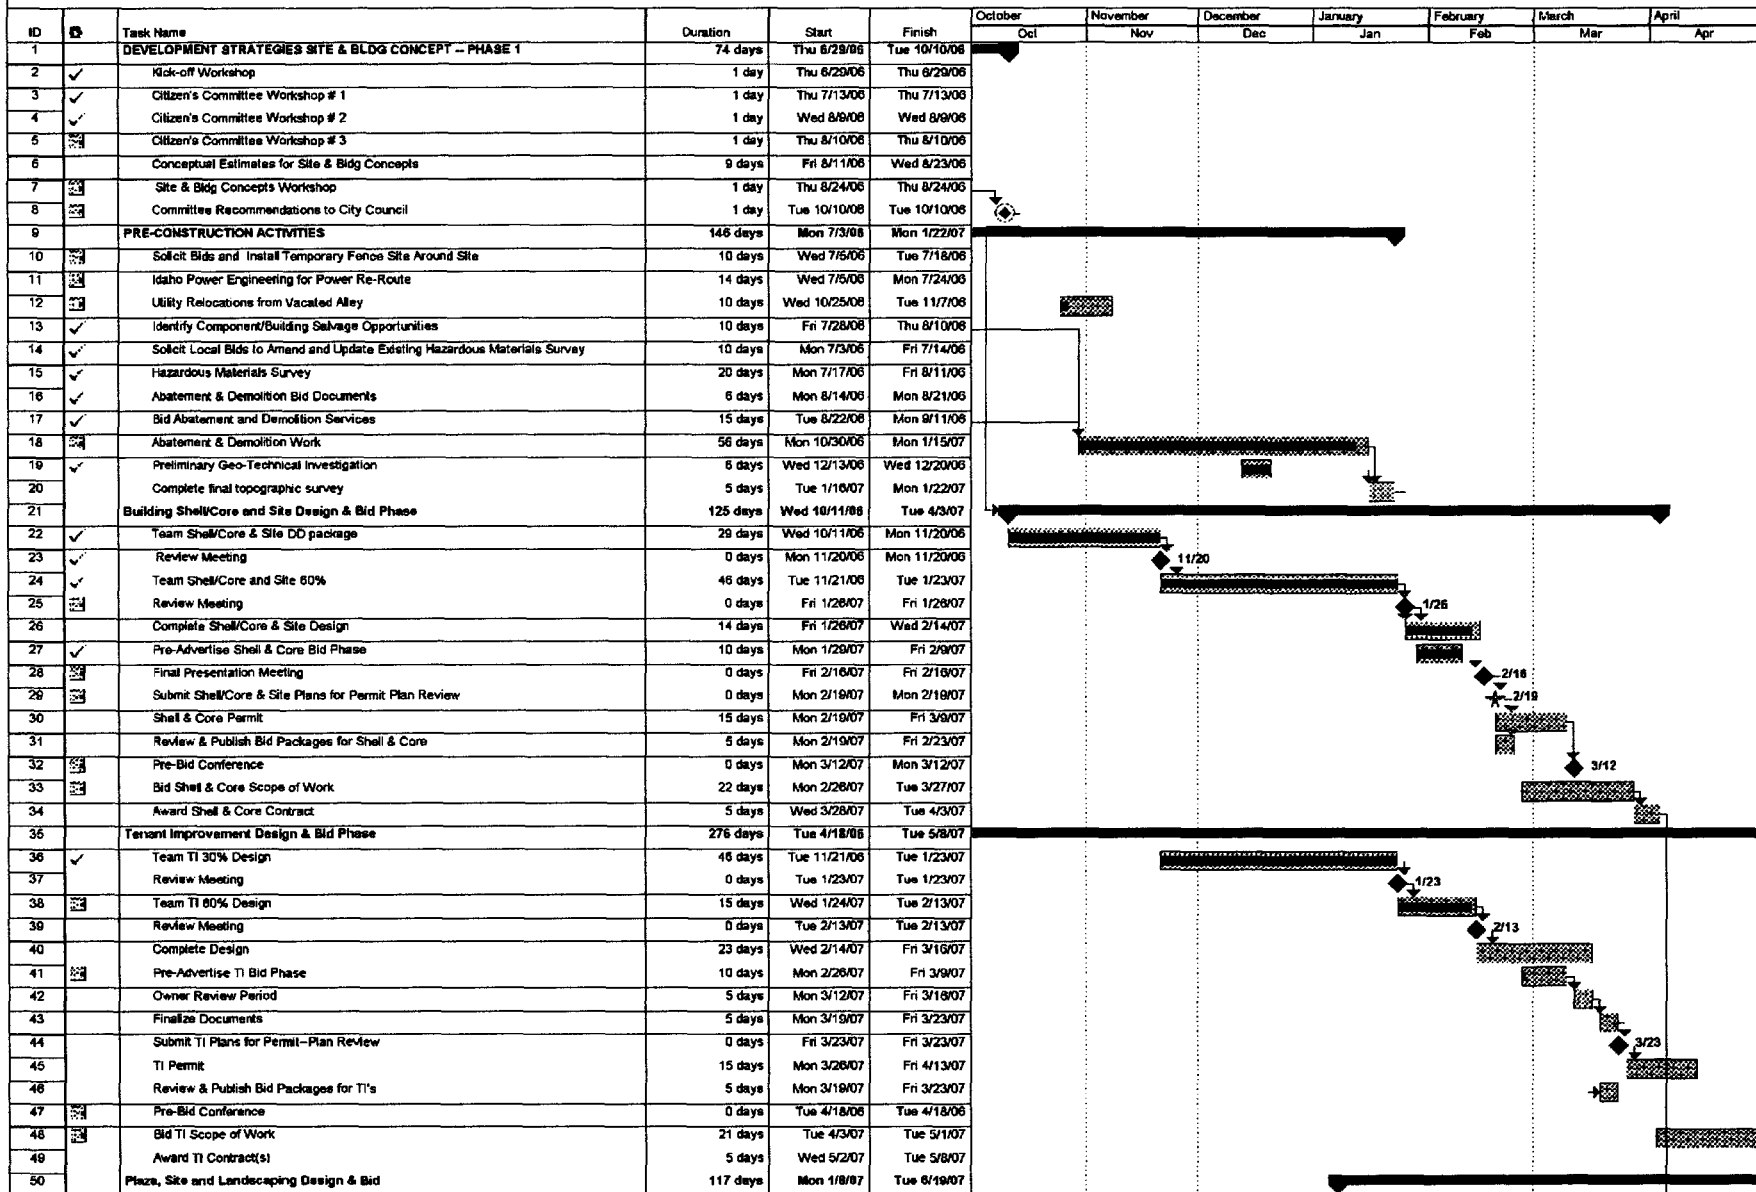 October November December January February March April
ID Task Name Duration Start Finish Oct Nov Dec Jan Feb Mar Apr
1 DEVELOPMENT STRATEGIES SITE & BLDG CONCEPT – PHASE 1 74 days Thu 6/29/06 Tue 10/10/06
2 Kick-off Workshop 1 day Thu 6/29/06 Thu 6/29/06
3 Citizen's Committee Workshop # 1 1 day Thu 7/13/06 Thu 7/13/06
4 Citizen's Committee Workshop # 2 1 day Wed 8/9/06 Wed 8/9/06
5 Citizen's Committee Workshop # 3 1 day Thu 8/10/06 Thu 8/10/06
6 Conceptual Estimates for Site & Bldg Concepts 9 days Fri 8/11/06 Wed 8/23/06
7 Site & Bldg Concepts Workshop 1 day Thu 8/24/06 Thu 8/24/06
8 Committee Recommendations to City Council 1 day Tue 10/10/06 Tue 10/10/06
9 PRE-CONSTRUCTION ACTIVITIES 146 days Mon 7/3/06 Mon 1/22/07
10 Solicit Bids and Install Temporary Fence Site Around Site 10 days Wed 7/5/06 Tue 7/18/06
11 Idaho Power Engineering for Power Re-Route 14 days Wed 7/5/06 Mon 7/24/06
12 Utility Relocations from Vacated Alley 10 days Wed 10/25/06 Tue 11/7/06
13 Identify Component/Building Salvage Opportunities 10 days Fri 7/28/06 Thu 8/10/06
14 Solicit Local Bids to Amend and Update Existing Hazardous Materials Survey 10 days Mon 7/3/06 Fri 7/14/06
15 Hazardous Materials Survey 20 days Mon 7/17/06 Fri 8/11/06
16 Abatement & Demolition Bid Documents 6 days Mon 8/14/06 Mon 8/21/06
17 Bid Abatement and Demolition Services 15 days Tue 8/22/06 Mon 9/11/06
18 Abatement & Demolition Work 56 days Mon 10/30/06 Mon 1/15/07
19 Preliminary Geo-Technical Investigation 6 days Wed 12/13/06 Wed 12/20/06
20 Complete final topographic survey 5 days Tue 1/16/07 Mon 1/22/07
21 Building Shell/Core and Site Design & Bid Phase 125 days Wed 10/11/06 Tue 4/3/07
22 Team Shell/Core & Site DD package 29 days Wed 10/11/06 Mon 11/20/06
23 Review Meeting 0 days Mon 11/20/06 Mon 11/20/06 11/20
24 Team Shell/Core and Site 60% 46 days Tue 11/21/06 Tue 1/23/07
25 Review Meeting 0 days Fri 1/26/07 Fri 1/26/07 1/26
26 Complete Shell/Core & Site Design 14 days Fri 1/26/07 Wed 2/14/07
27 Pre-Advertise Shell & Core Bid Phase 10 days Mon 1/29/07 Fri 2/9/07
28 Final Presentation Meeting 0 days Fri 2/16/07 Fri 2/16/07 2/16
29 Submit Shell/Core & Site Plans for Permit Plan Review 0 days Mon 2/19/07 Mon 2/19/07 2/19
30 Shell & Core Permit 15 days Mon 2/19/07 Fri 3/9/07
31 Review & Publish Bid Packages for Shell & Core 5 days Mon 2/19/07 Fri 2/23/07
32 Pre-Bid Conference 0 days Mon 3/12/07 Mon 3/12/07 3/12
33 Bid Shell & Core Scope of Work 22 days Mon 2/26/07 Tue 3/27/07
34 Award Shell & Core Contract 5 days Wed 3/28/07 Tue 4/3/07
35 Tenant Improvement Design & Bid Phase 276 days Tue 4/18/06 Tue 5/8/07
36 Team TI 30% Design 46 days Tue 11/21/06 Tue 1/23/07
37 Review Meeting 0 days Tue 1/23/07 Tue 1/23/07 1/23
38 Team TI 60% Design 15 days Wed 1/24/07 Tue 2/13/07
39 Review Meeting 0 days Tue 2/13/07 Tue 2/13/07 2/13
40 Complete Design 23 days Wed 2/14/07 Fri 3/16/07
41 Pre-Advertise TI Bid Phase 10 days Mon 2/26/07 Fri 3/9/07
42 Owner Review Period 5 days Mon 3/12/07 Fri 3/16/07
43 Finalize Documents 5 days Mon 3/19/07 Fri 3/23/07
44 Submit TI Plans for Permit–Plan Review 0 days Fri 3/23/07 Fri 3/23/07 3/23
45 TI Permit 15 days Mon 3/26/07 Fri 4/13/07
46 Review & Publish Bid Packages for TI's 5 days Mon 3/19/07 Fri 3/23/07
47 Pre-Bid Conference 0 days Tue 4/18/06 Tue 4/18/06
48 Bid TI Scope of Work 21 days Tue 4/3/07 Tue 5/1/07
49 Award TI Contract(s) 5 days Wed 5/2/07 Tue 5/8/07
50 Plaza, Site and Landscaping Design & Bid 117 days Mon 1/8/07 Tue 6/19/07